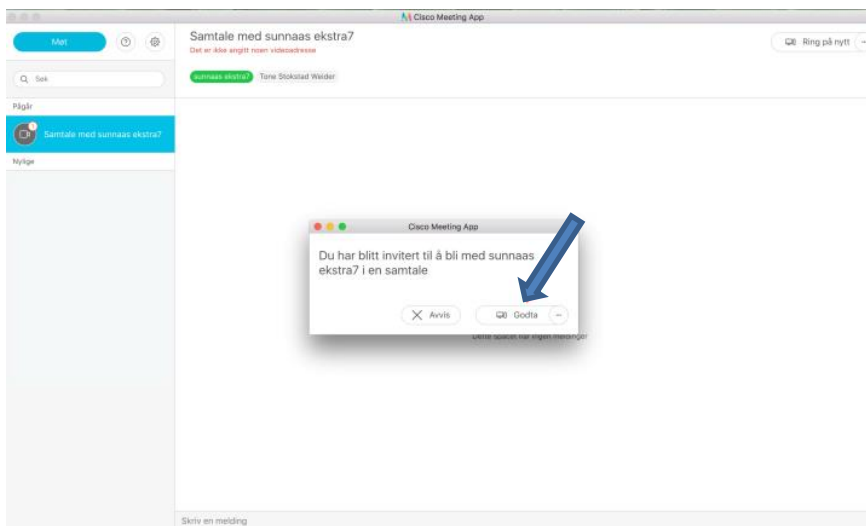 Cisco Meeting App
Møt
Samtale med sunnaas ekstra7
Det er ikke angitt noen videoadresse
Ring på nytt
Søk
sunnaas ekstra7 Tone Stokstad Welder
Pågår
Samtale med sunnaas ekstra7
Nylige
Cisco Meeting App
Du har blitt invitert til å bli med sunnaas
ekstra7 i en samtale
Avvis
Godta
Dette spacet har ingen meldinger
Skriv en melding